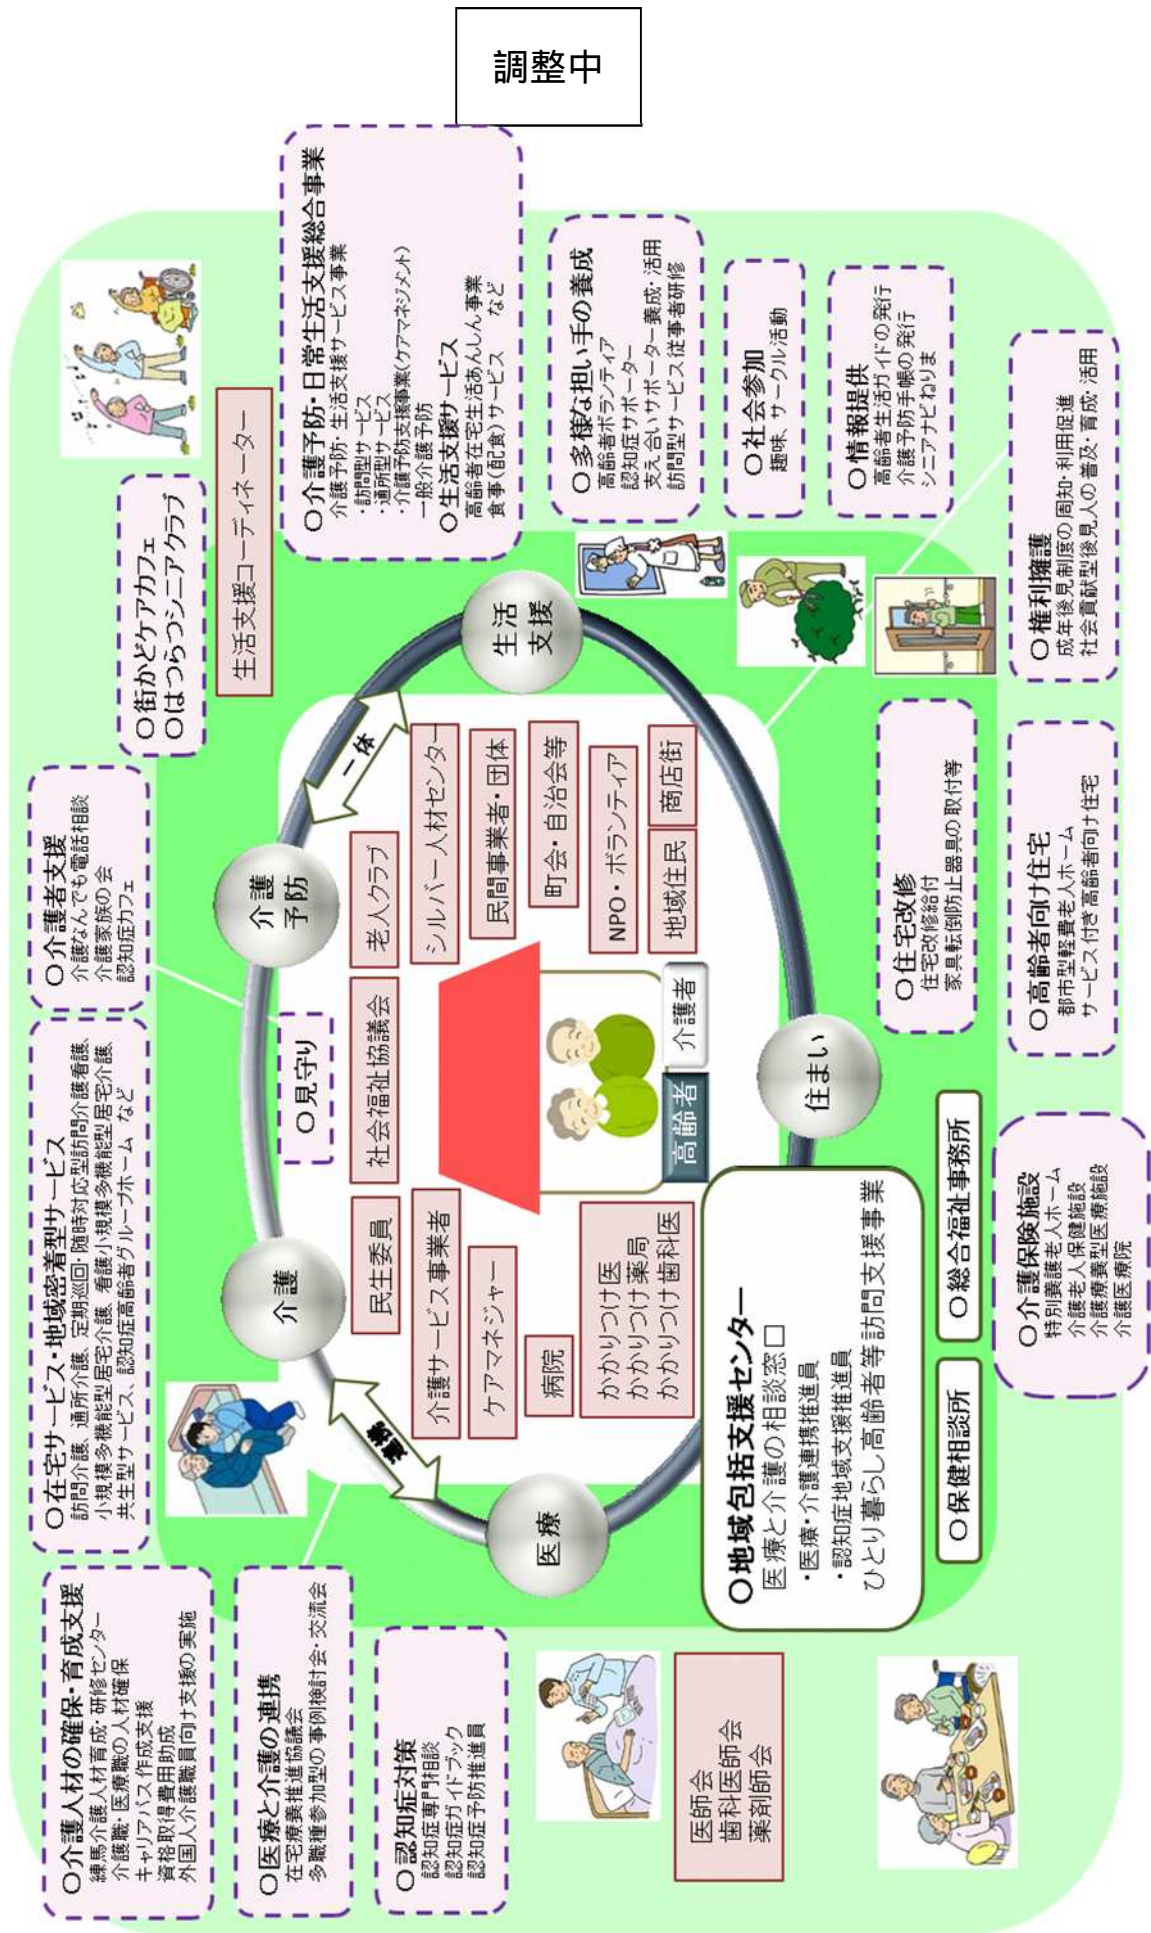 調整中
○介護人材の確保・育成支援
練馬介護人材育成・研修センター
介護職・医療職の人材確保
キャリアパス作成支援
資格取得費用助成
外国人介護職員向け支援の実施
○在宅サービス・地域密着型サービス
訪問介護、通所介護、定期巡回・随時対応型訪問介護看護、
小規模多機能型居宅介護、看護小規模多機能型居宅介護、
共生型サービス、認知症高齢者グループホーム など
○介護者支援
介護なんでも電話相談
介護家族の会
認知症カフェ
○街かどケアカフェ
○はつらつシニアクラブ
生活支援コーディネーター
○医療と介護の連携
在宅療養推進協議会
多職種参加型の事例検討会・交流会
○認知症対策
認知症専門相談
認知症ガイドブック
認知症予防推進員
医師会
歯科医師会
薬剤師会
○介護予防・日常生活支援総合事業
介護予防・生活支援サービス事業
・訪問型サービス
・通所型サービス
・介護予防支援事業(ケアマネジメント)
一般介護予防
○生活支援サービス
高齢者在宅生活あんしん事業
食事(配食)サービス など
○多様な担い手の養成
高齢者ボランティア
認知症サポーター
支え合いサポーター養成・活用
訪問型サービス従事者研修
○社会参加
趣味、サークル活動
○情報提供
高齢者生活ガイドの発行
介護予防手帳の発行
シニアナビねりま
○権利擁護
成年後見制度の周知・利用促進
社会貢献型後見人の普及・育成・活用
介護
介護
予防
生活
支援
住まい
医療
連携
一体
○見守り
民生委員
社会福祉協議会
老人クラブ
介護サービス事業者
シルバー人材センター
ケアマネジャー
民間事業者・団体
病院
町会・自治会等
かかりつけ医
かかりつけ薬局
かかりつけ歯科医
NPO・ボランティア
地域住民
商店街
高齢者
介護者
○地域包括支援センター
医療と介護の相談窓口
・医療・介護連携推進員
・認知症地域支援推進員
ひとり暮らし高齢者等訪問支援事業
○保健相談所
○総合福祉事務所
○住宅改修
住宅改修給付
家具転倒防止器具の取付等
○介護保険施設
特別養護老人ホーム
介護老人保健施設
介護療養型医療施設
介護医療院
○高齢者向け住宅
都市型軽費老人ホーム
サービス付き高齢者向け住宅